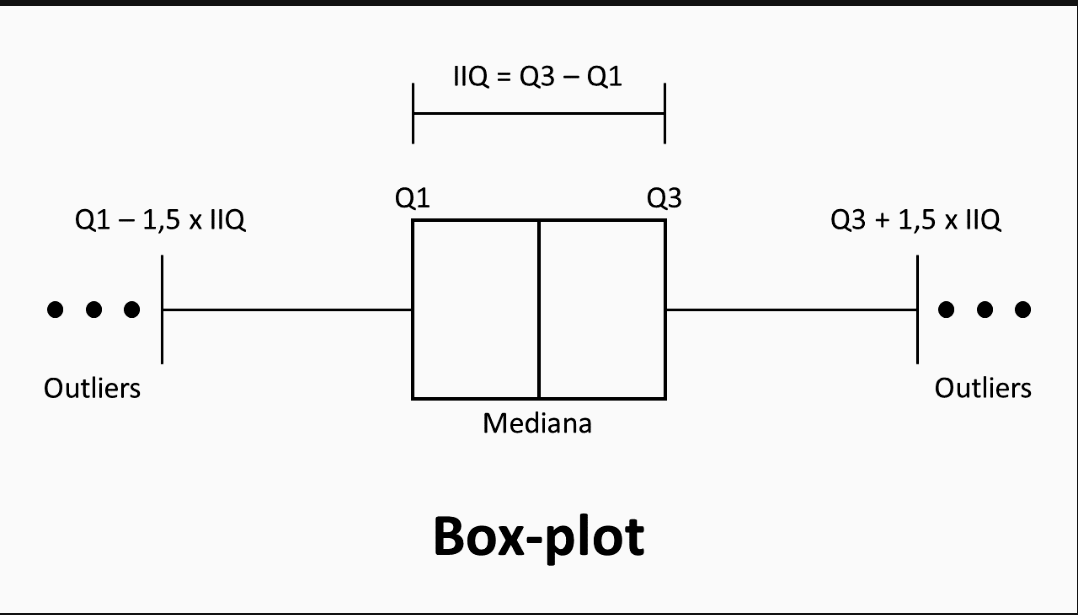 IIQ = Q3 – Q1
Q1
Q3
Q1 – 1,5 x IIQ
Q3 + 1,5 x IIQ
Outliers
Outliers
Mediana
Box-plot